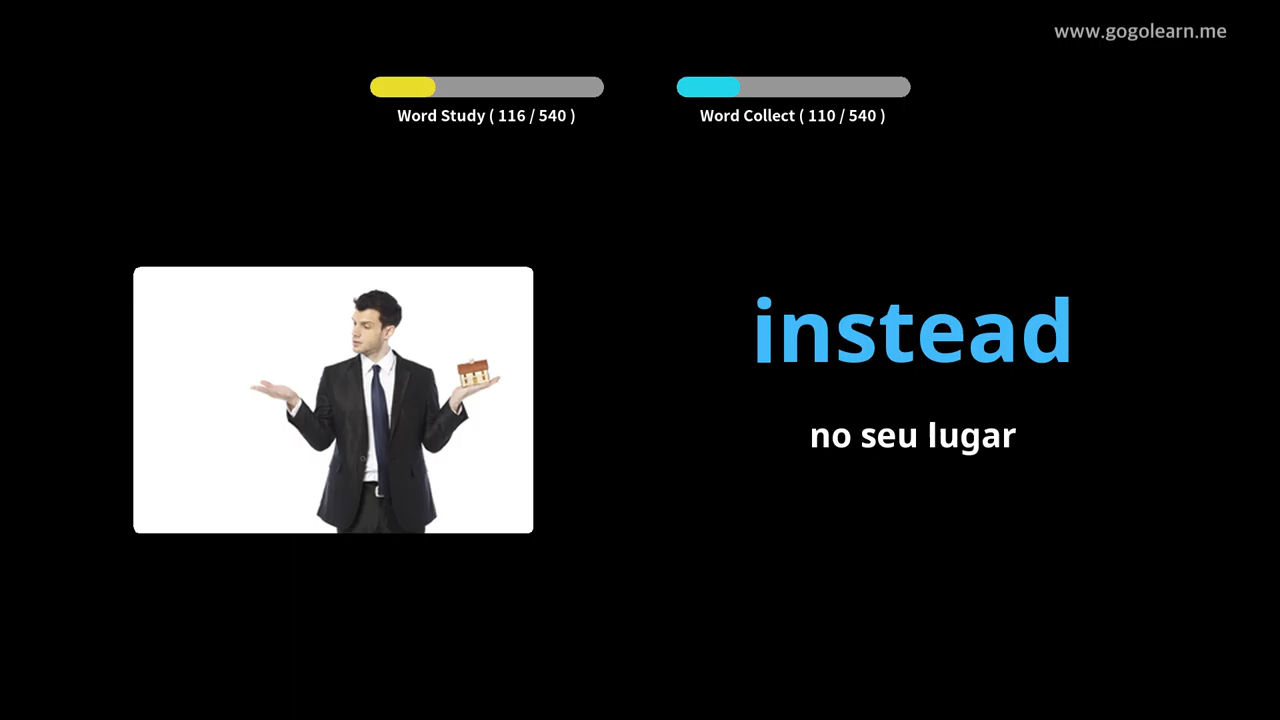 www.gogolearn.me
Word Study ( 116 / 540 )
Word Collect ( 110 / 540 )
instead
no seu lugar